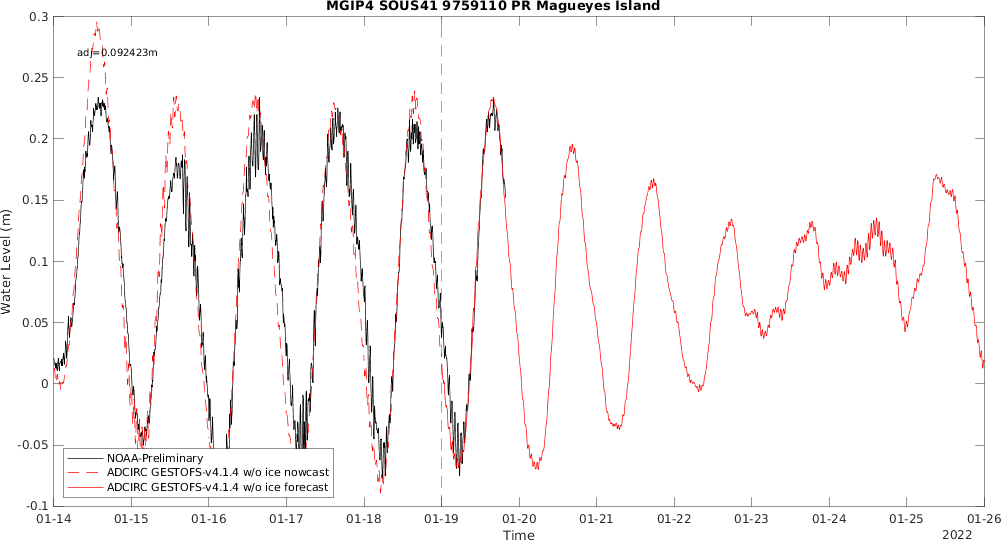 MGIP4 SOUS41 9759110 PR Magueyes Island
adj=0.092423m
Water Level (m)
0.3
0.25
0.2
0.15
0.1
0.05
0
-0.05
-0.1
NOAA-Preliminary
ADCIRC GESTOFS-v4.1.4 w/o ice nowcast
ADCIRC GESTOFS-v4.1.4 w/o ice forecast
01-14 01-15 01-16 01-17 01-18 01-19 01-20 01-21 01-22 01-23 01-24 01-25 01-26
Time
2022